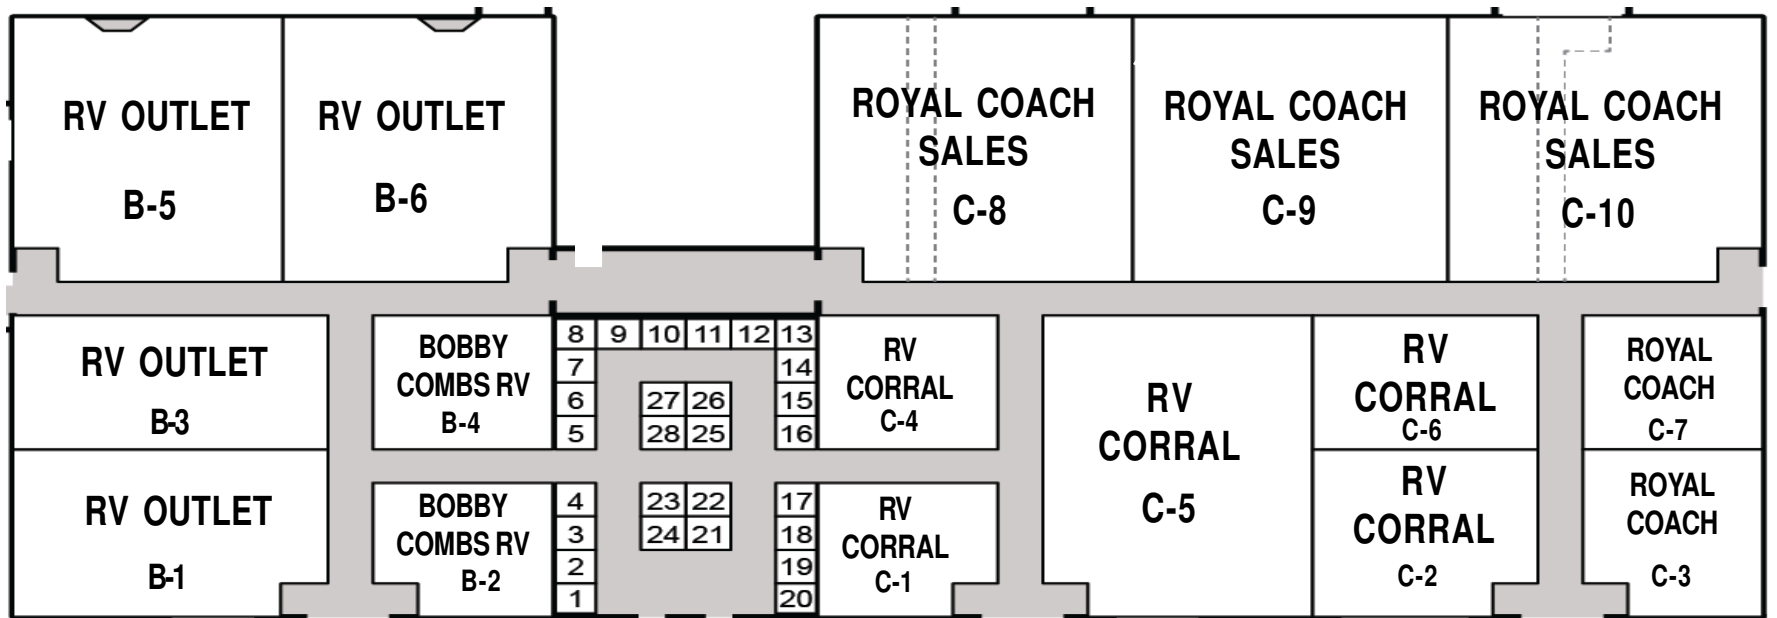 RV OUTLET
B-5
RV OUTLET
B-6
ROYAL COACH
SALES
C-8
ROYAL COACH
SALES
C-9
ROYAL COACH
SALES
C-10
RV OUTLET
B-3
BOBBY
COMBS RV
B-4
8 9 10 11 12 13
7 14
6 27 26 15
5 28 25 16
RV
CORRAL
C-4
RV
CORRAL
C-5
RV
CORRAL
C-6
ROYAL
COACH
C-7
RV OUTLET
B-1
BOBBY
COMBS RV
B-2
4 23 22 17
3 24 21 18
2 19
1 20
RV
CORRAL
C-1
RV
CORRAL
C-2
ROYAL
COACH
C-3